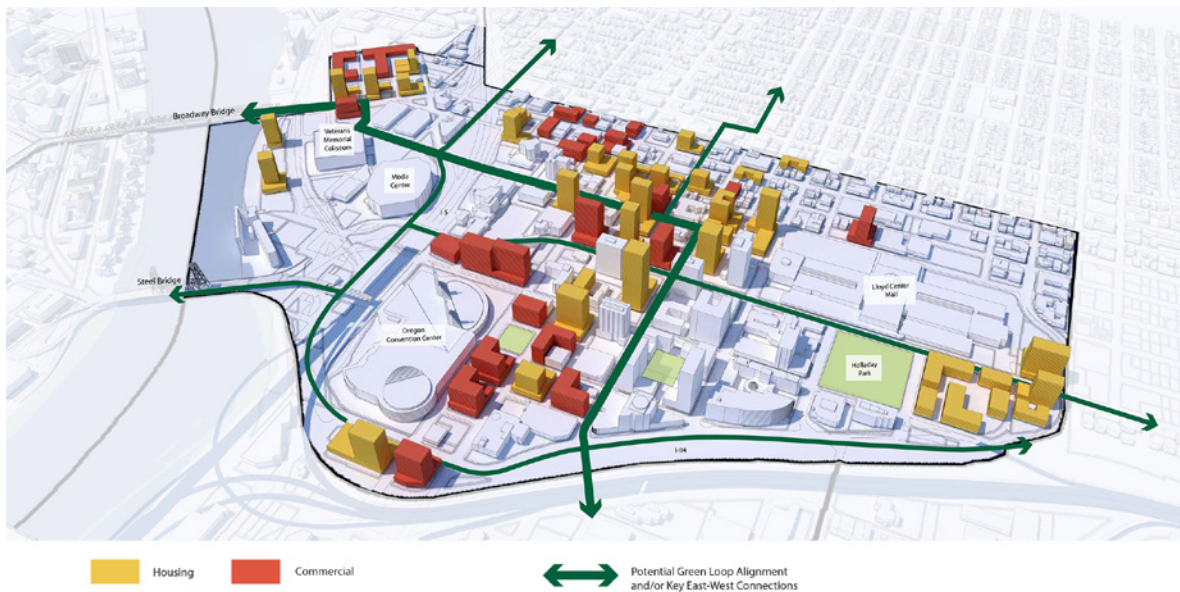 Broadway Bridge
Veterans
Memorial
Coliseum
Moda
Center
I-5
Steel Bridge
Oregon
Convention Center
Lloyd Center
Mall
Holladay
Park
I-84
Housing
Commercial
Potential Green Loop Alignment
and/or Key East-West Connections